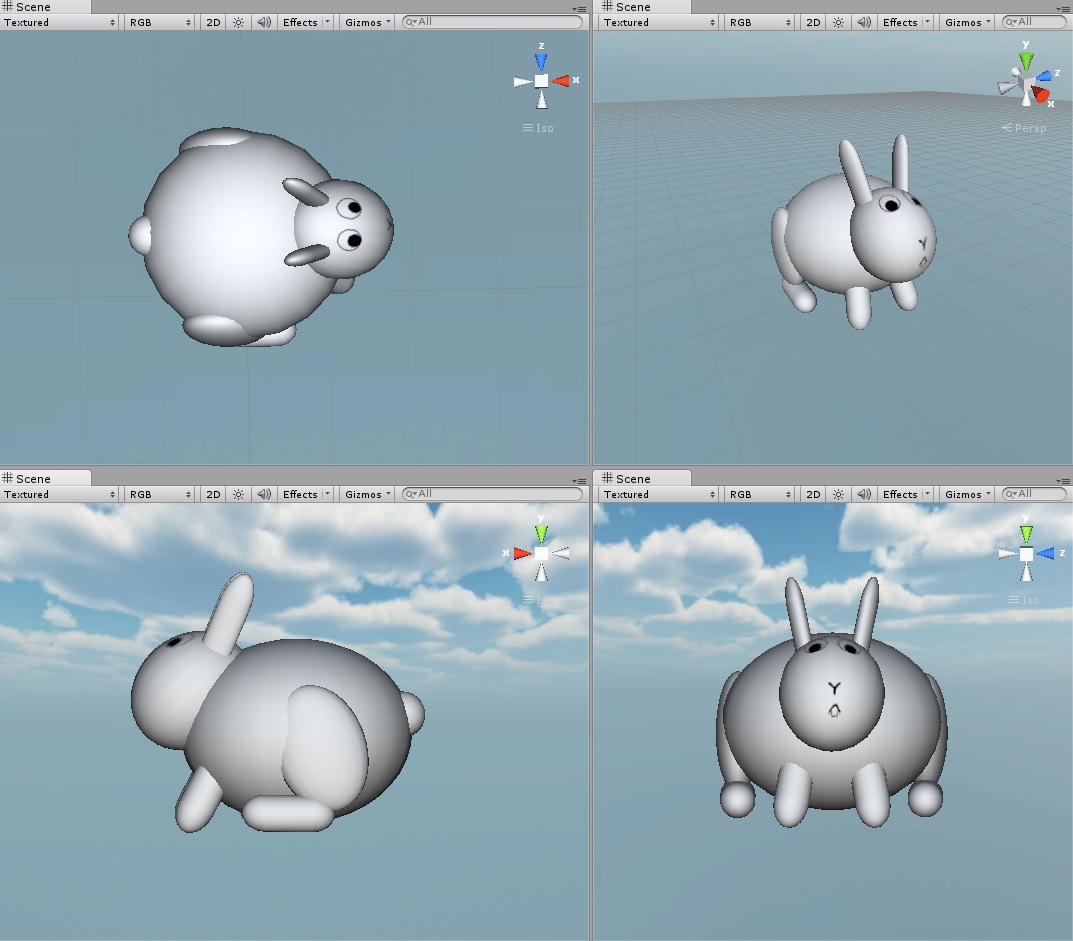 Scene
Textured RGB 2D Effects Gizmos All
z
x
Iso
Scene
Textured RGB 2D Effects Gizmos All
y
z
x
Persp
Scene
Textured RGB 2D Effects Gizmos All
y
x
Scene
Textured RGB 2D Effects Gizmos All
y
z
Iso